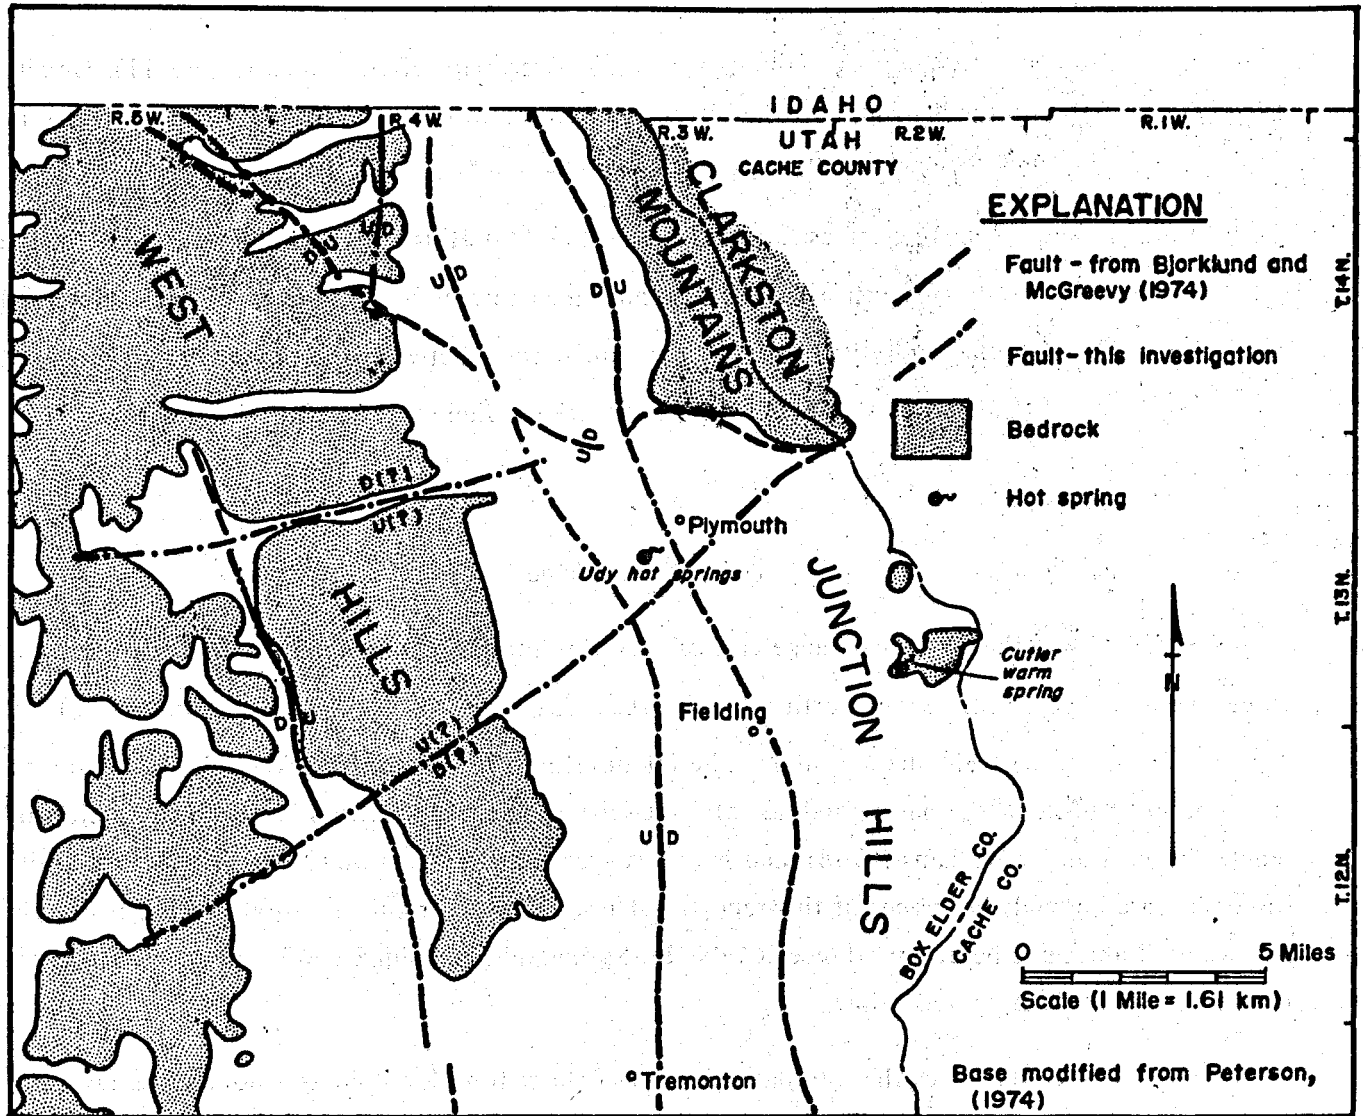 IDAHO
R.5W.
R.4W.
R.3W.
UTAH
R.2W.
R.1W.
CACHE COUNTY
CLARKSTON
MOUNTAINS
EXPLANATION
Fault - from Bjorklund and
McGreevy (1974)
Fault - this investigation
Bedrock
Hot spring
T.14N.
T.13N.
T.12N.
WEST
HILLS
U D
U D
U D
D U
U D
D(?)
U(?)
Plymouth
Udy hot springs
JUNCTION
HILLS
Cutler
warm
spring
N
Fielding
D U
U(?)
D(?)
U D
BOX ELDER CO.
CACHE CO.
0 5 Miles
Scale (1 Mile = 1.61 km)
Tremonton
Base modified from Peterson,
(1974)